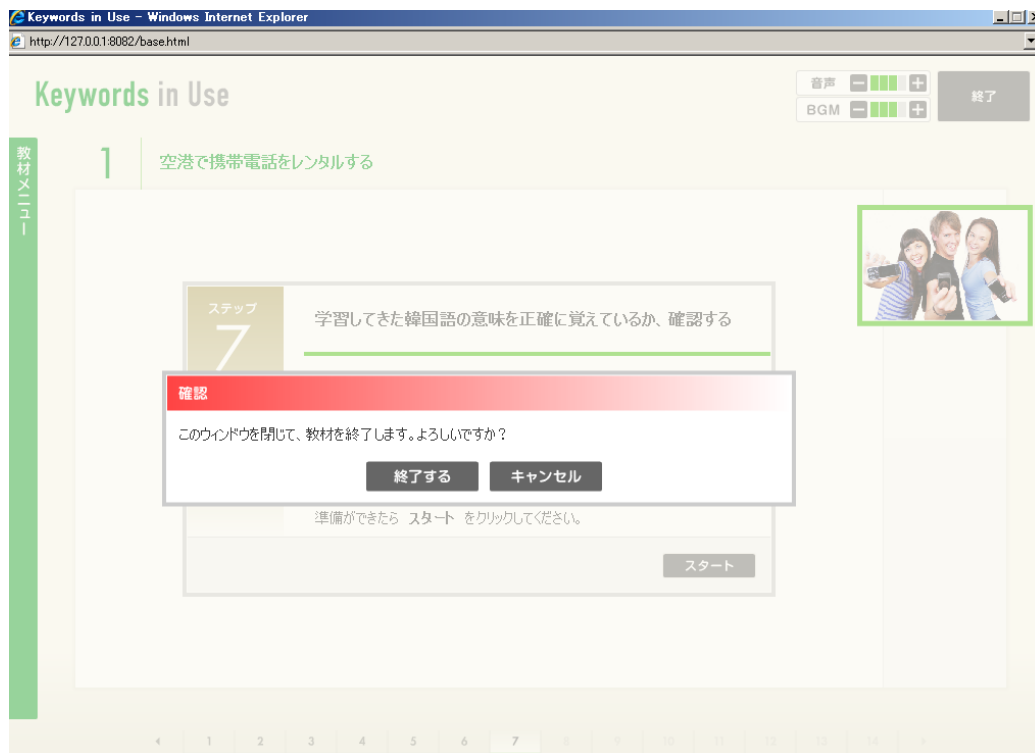 Keywords in Use - Windows Internet Explorer
http://127.0.0.1:8082/base.html
Keywords in Use
音声
BGM
終了
教材メニュー
1
空港で携帯電話をレンタルする
ステップ
7
学習してきた韓国語の意味を正確に覚えているか、確認する
確認
このウィンドウを閉じて、教材を終了します。よろしいですか？
終了する
キャンセル
準備ができたら スタート をクリックしてください。
スタート
1 2 3 4 5 6 7 8 9 10 11 12 13 14